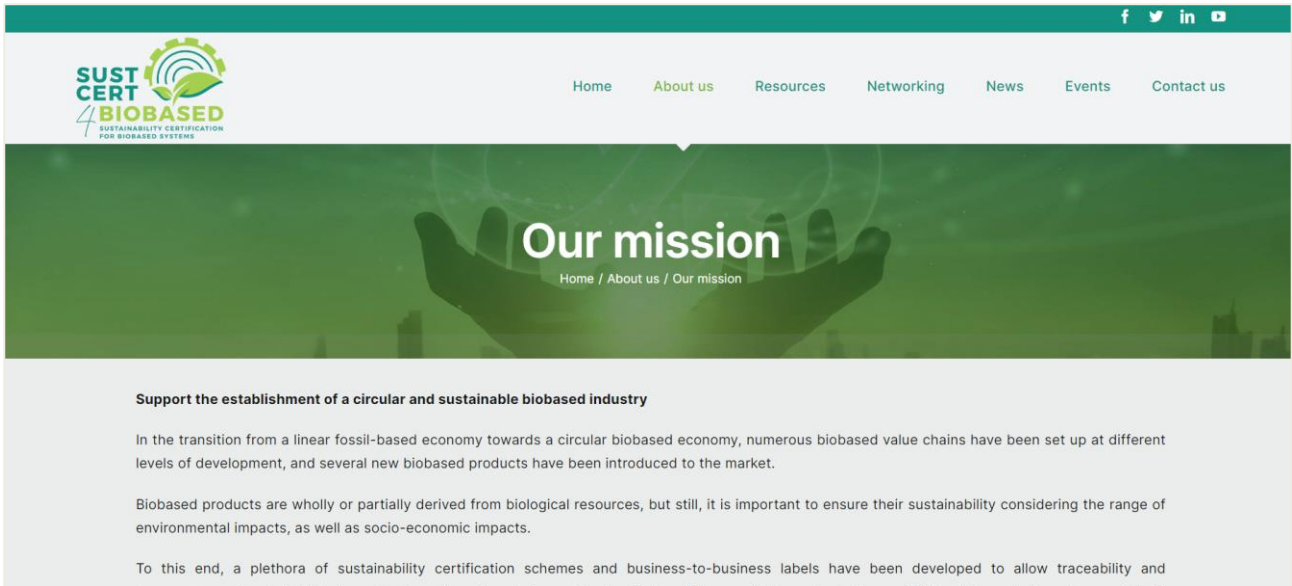 SUST
CERT
4BIOBASED
SUSTAINABILITY CERTIFICATION
FOR BIOBASED SYSTEMS
Home About us Resources Networking News Events Contact us
Our mission
Home / About us / Our mission
Support the establishment of a circular and sustainable biobased industry
In the transition from a linear fossil-based economy towards a circular biobased economy, numerous biobased value chains have been set up at different
levels of development, and several new biobased products have been introduced to the market.
Biobased products are wholly or partially derived from biological resources, but still, it is important to ensure their sustainability considering the range of
environmental impacts, as well as socio-economic impacts.
To this end, a plethora of sustainability certification schemes and business-to-business labels have been developed to allow traceability and